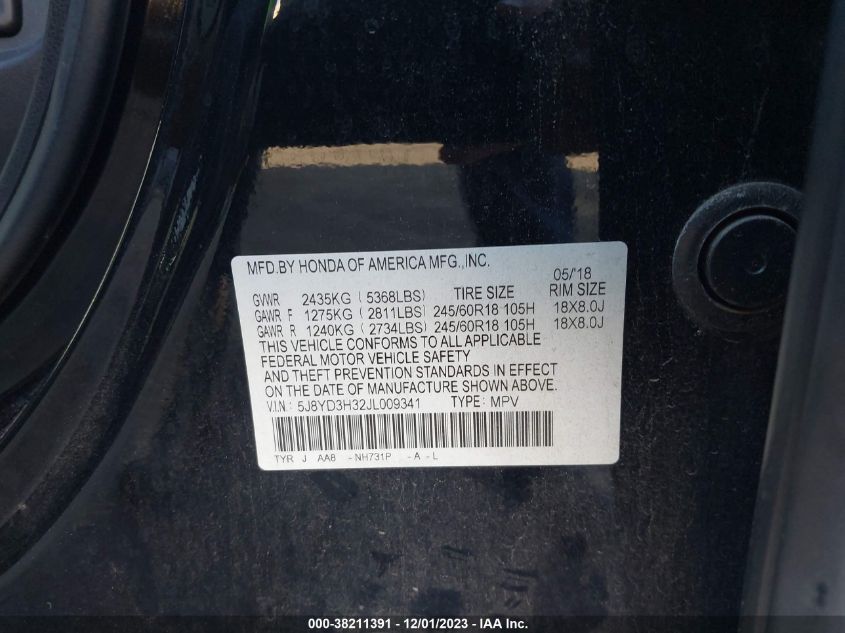 MFD.BY HONDA OF AMERICA MFG.,INC.
05/'18
GVWR 2435KG ( 5368LBS) TIRE SIZE RIM SIZE
GAWR F 1275KG ( 2811LBS) 245/60R18 105H 18X8.0J
GAWR R 1240KG ( 2734LBS) 245/60R18 105H 18X8.0J
THIS VEHICLE CONFORMS TO ALL APPLICABLE
FEDERAL MOTOR VEHICLE SAFETY
AND THEFT PREVENTION STANDARDS IN EFFECT
ON THE DATE OF MANUFACTURE SHOWN ABOVE.
V.I.N.: 5J8YD3H32JL009341 TYPE: MPV
TYR J AA8 -NH731P -A-L
000-38211391 - 12/01/2023 - IAA Inc.